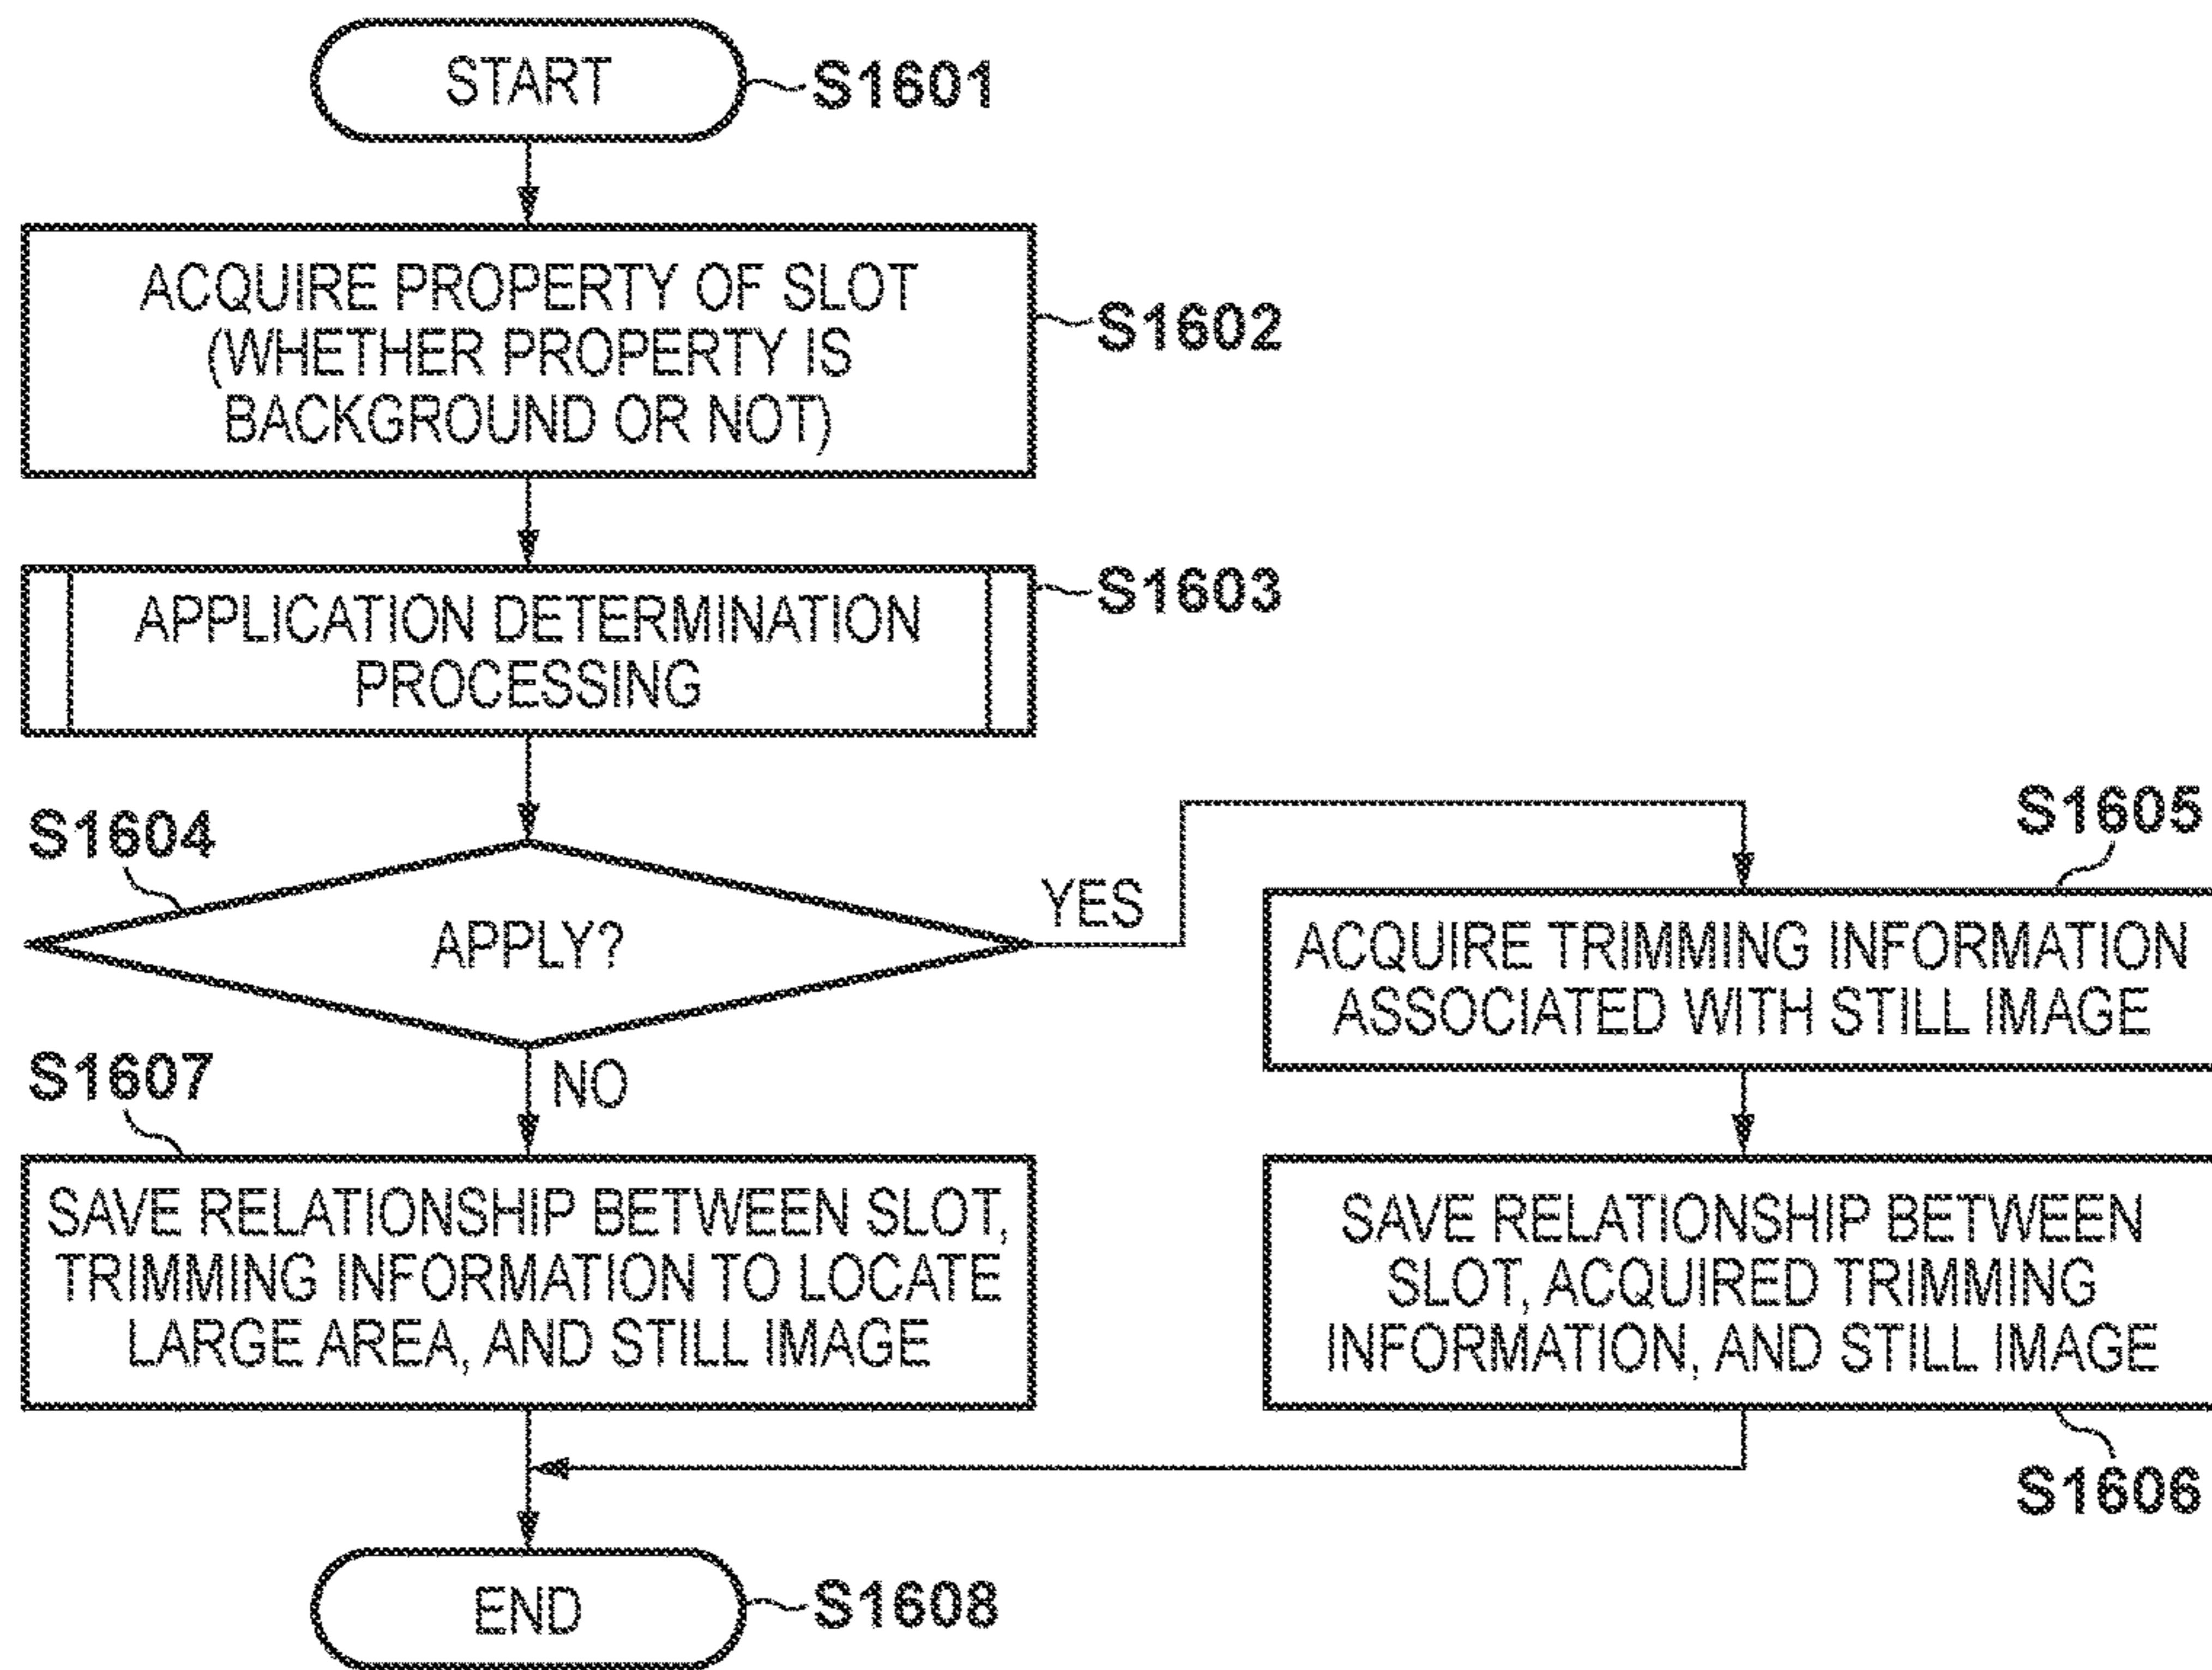 START
S1601
ACQUIRE PROPERTY OF SLOT
(WHETHER PROPERTY IS
BACKGROUND OR NOT)
S1602
APPLICATION DETERMINATION
PROCESSING
S1603
S1604
APPLY?
YES
NO
S1605
ACQUIRE TRIMMING INFORMATION
ASSOCIATED WITH STILL IMAGE
S1607
SAVE RELATIONSHIP BETWEEN SLOT,
TRIMMING INFORMATION TO LOCATE
LARGE AREA, AND STILL IMAGE
SAVE RELATIONSHIP BETWEEN
SLOT, ACQUIRED TRIMMING
INFORMATION, AND STILL IMAGE
S1606
END
S1608